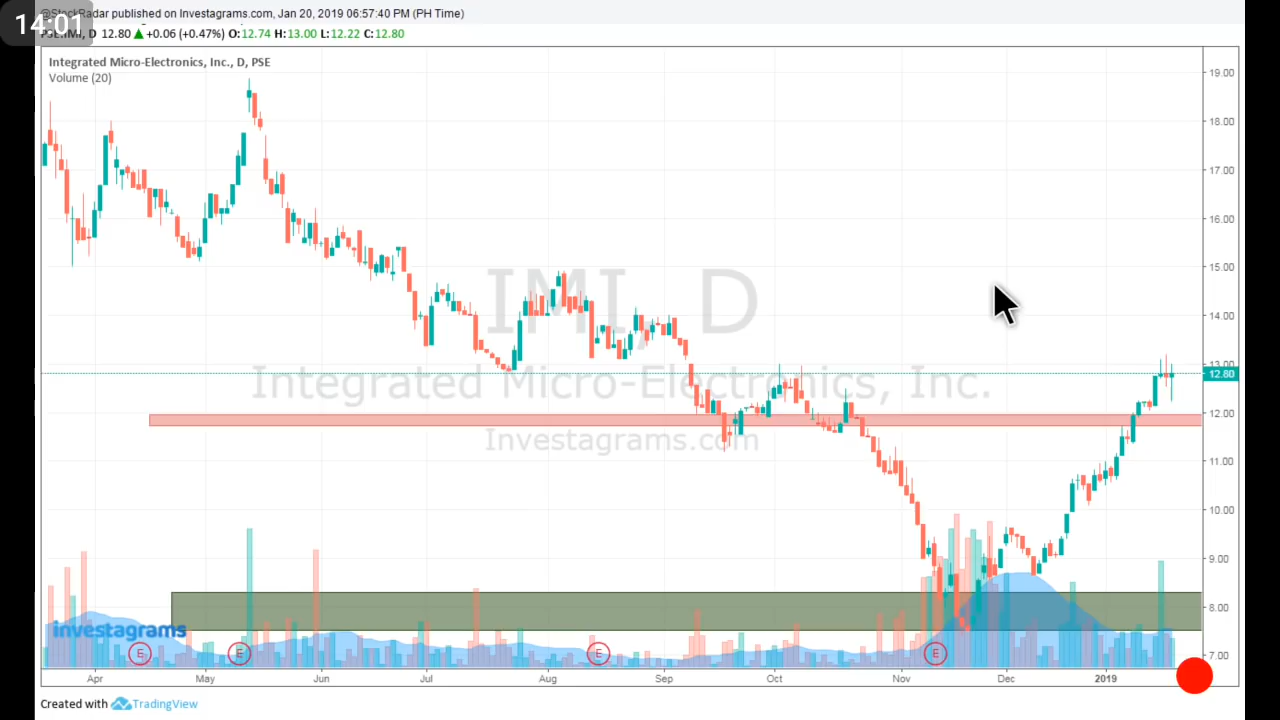 14:01
@StockRadar published on Investagrams.com, Jan 20, 2019 06:57:40 PM (PH Time)
PSE:IMI, D 12.80 ▲ +0.06 (+0.47%) O:12.74 H:13.00 L:12.22 C:12.80
Integrated Micro-Electronics, Inc., D, PSE
Volume (20)
19.00
18.00
17.00
16.00
15.00
14.00
13.00
12.80
12.00
11.00
10.00
9.00
8.00
7.00
IMI, D
Integrated Micro-Electronics, Inc.
Investagrams.com
investagrams
E E E E
Apr May Jun Jul Aug Sep Oct Nov Dec 2019
Created with TradingView